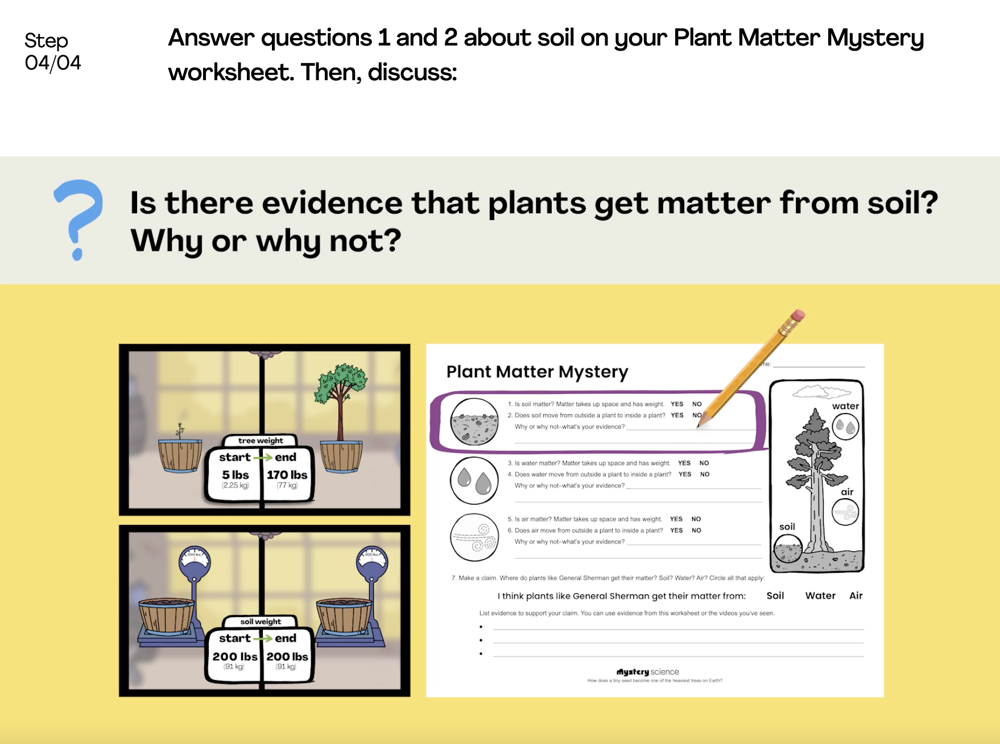 Step
04/04
Answer questions 1 and 2 about soil on your Plant Matter Mystery
worksheet. Then, discuss:
?
Is there evidence that plants get matter from soil?
Why or why not?
tree weight
start → end
5 lbs 170 lbs
(2.25 kg) (77 kg)
200 lbs. 200 lbs.
soil weight
start → end
200 lbs 200 lbs
(91 kg) (91 kg)
Plant Matter Mystery
me:
1. Is soil matter? Matter takes up space and has weight. YES NO
2. Does soil move from outside a plant to inside a plant? YES NO
Why or why not–what's your evidence?
3. Is water matter? Matter takes up space and has weight. YES NO
4. Does water move from outside a plant to inside a plant? YES NO
Why or why not–what's your evidence?
5. Is air matter? Matter takes up space and has weight. YES NO
6. Does air move from outside a plant to inside a plant? YES NO
Why or why not–what's your evidence?
water
air
soil
7. Make a claim. Where do plants like General Sherman get their matter? Soil? Water? Air? Circle all that apply:
I think plants like General Sherman get their matter from: Soil Water Air
List evidence to support your claim. You can use evidence from this worksheet or the videos you've seen.
•
•
•
Mystery science
How does a tiny seed become one of the heaviest trees on Earth?